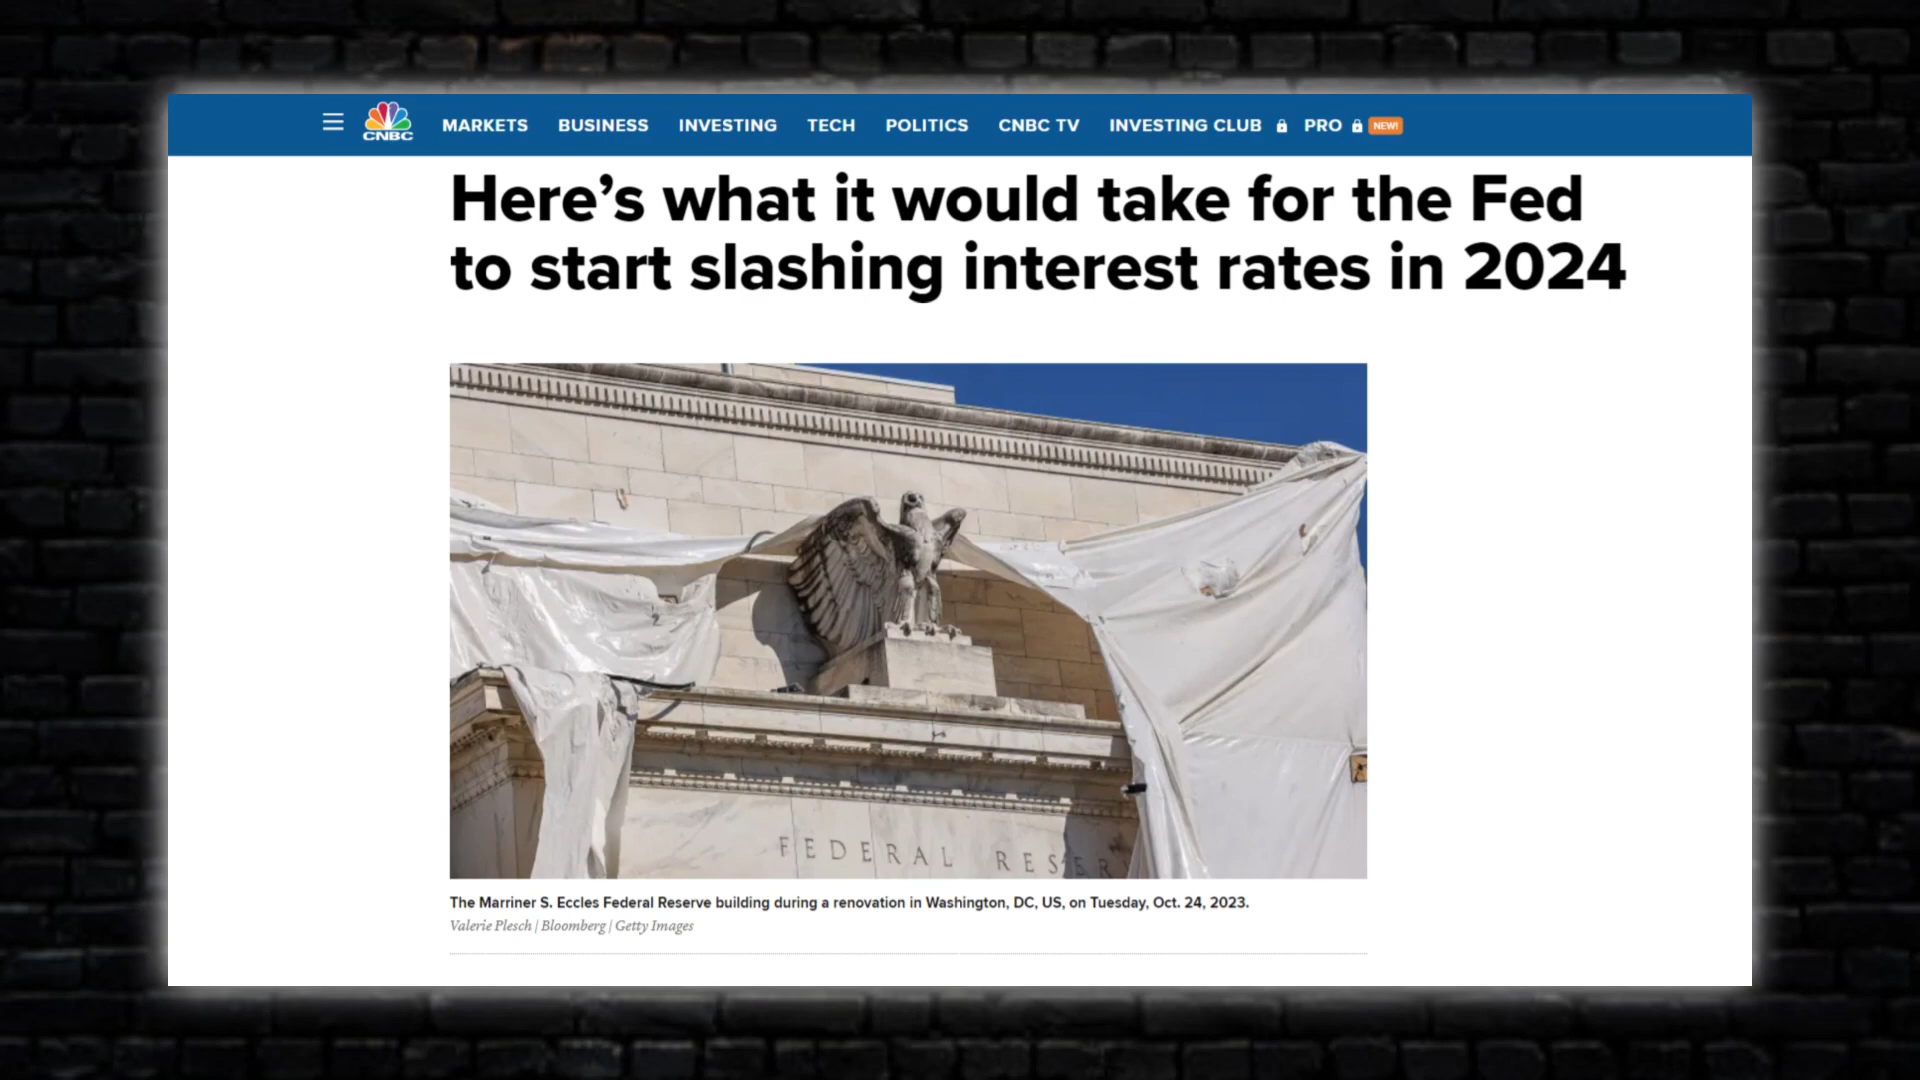 CNBC
MARKETS BUSINESS INVESTING TECH POLITICS CNBC TV INVESTING CLUB PRO NEW!
Here’s what it would take for the Fed
to start slashing interest rates in 2024
FEDERAL RESER
The Marriner S. Eccles Federal Reserve building during a renovation in Washington, DC, US, on Tuesday, Oct. 24, 2023.
Valerie Plesch | Bloomberg | Getty Images